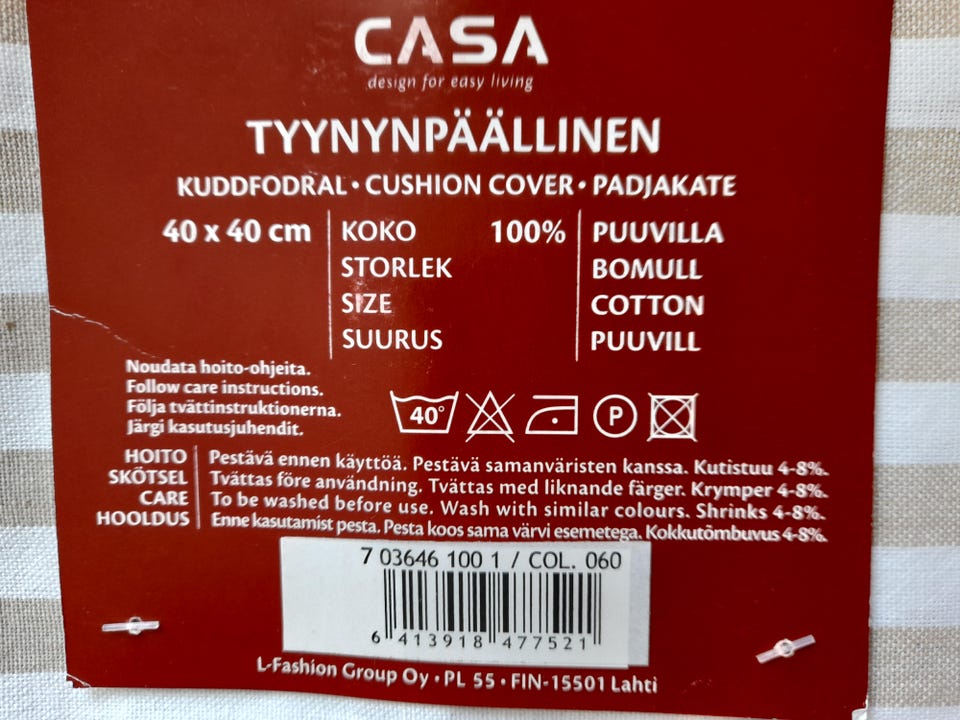 CASA
design for easy living
TYYNYNPÄÄLLINEN
KUDDFODRAL • CUSHION COVER • PADJAKATE
40 x 40 cm KOKO 100% PUUVILLA
STORLEK BOMULL
SIZE COTTON
SUURUS PUUVILL
Noudata hoito-ohjeita.
Follow care instructions.
Följa tvättinstruktionerna.
Järgi kasutusjuhendit.
40° P
HOITO Pestävä ennen käyttöä. Pestävä samanväristen kanssa. Kutistuu 4-8%.
SKÖTSEL Tvättas före användning. Tvättas med liknande färger. Krymper 4-8%.
CARE To be washed before use. Wash with similar colours. Shrinks 4-8%.
HOOLDUS Enne kasutamist pesta. Pesta koos sama värvi esemetega. Kokkutõmbuvus 4-8%.
7 03646 100 1 / COL. 060
6 413918 477521
L-Fashion Group Oy • PL 55 • FIN-15501 Lahti